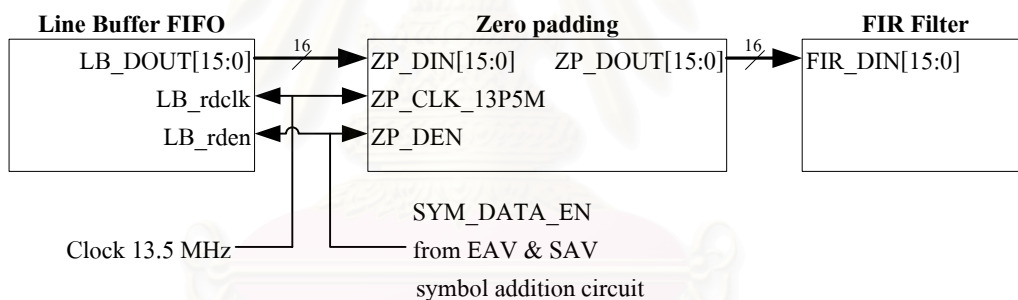 Line Buffer FIFO
Zero padding
FIR Filter
LB_DOUT[15:0]
16
ZP_DIN[15:0]
ZP_DOUT[15:0]
16
FIR_DIN[15:0]
LB_rdclk
ZP_CLK_13P5M
LB_rden
ZP_DEN
SYM_DATA_EN
Clock 13.5 MHz
from EAV & SAV
symbol addition circuit